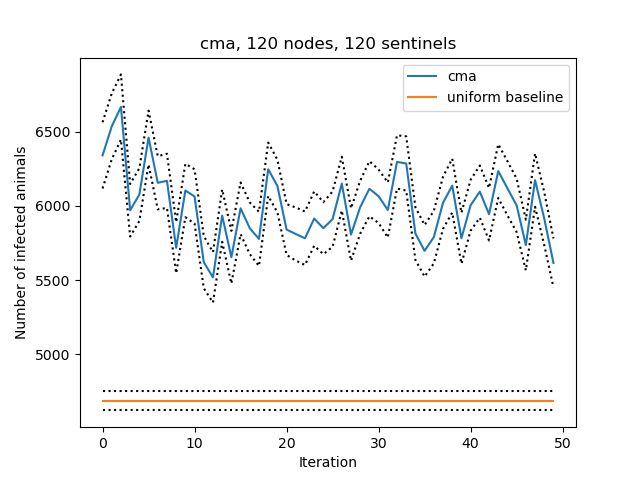 cma, 120 nodes, 120 sentinels
cma
uniform baseline
Number of infected animals
6500
6000
5500
5000
0
10
20
30
40
50
Iteration